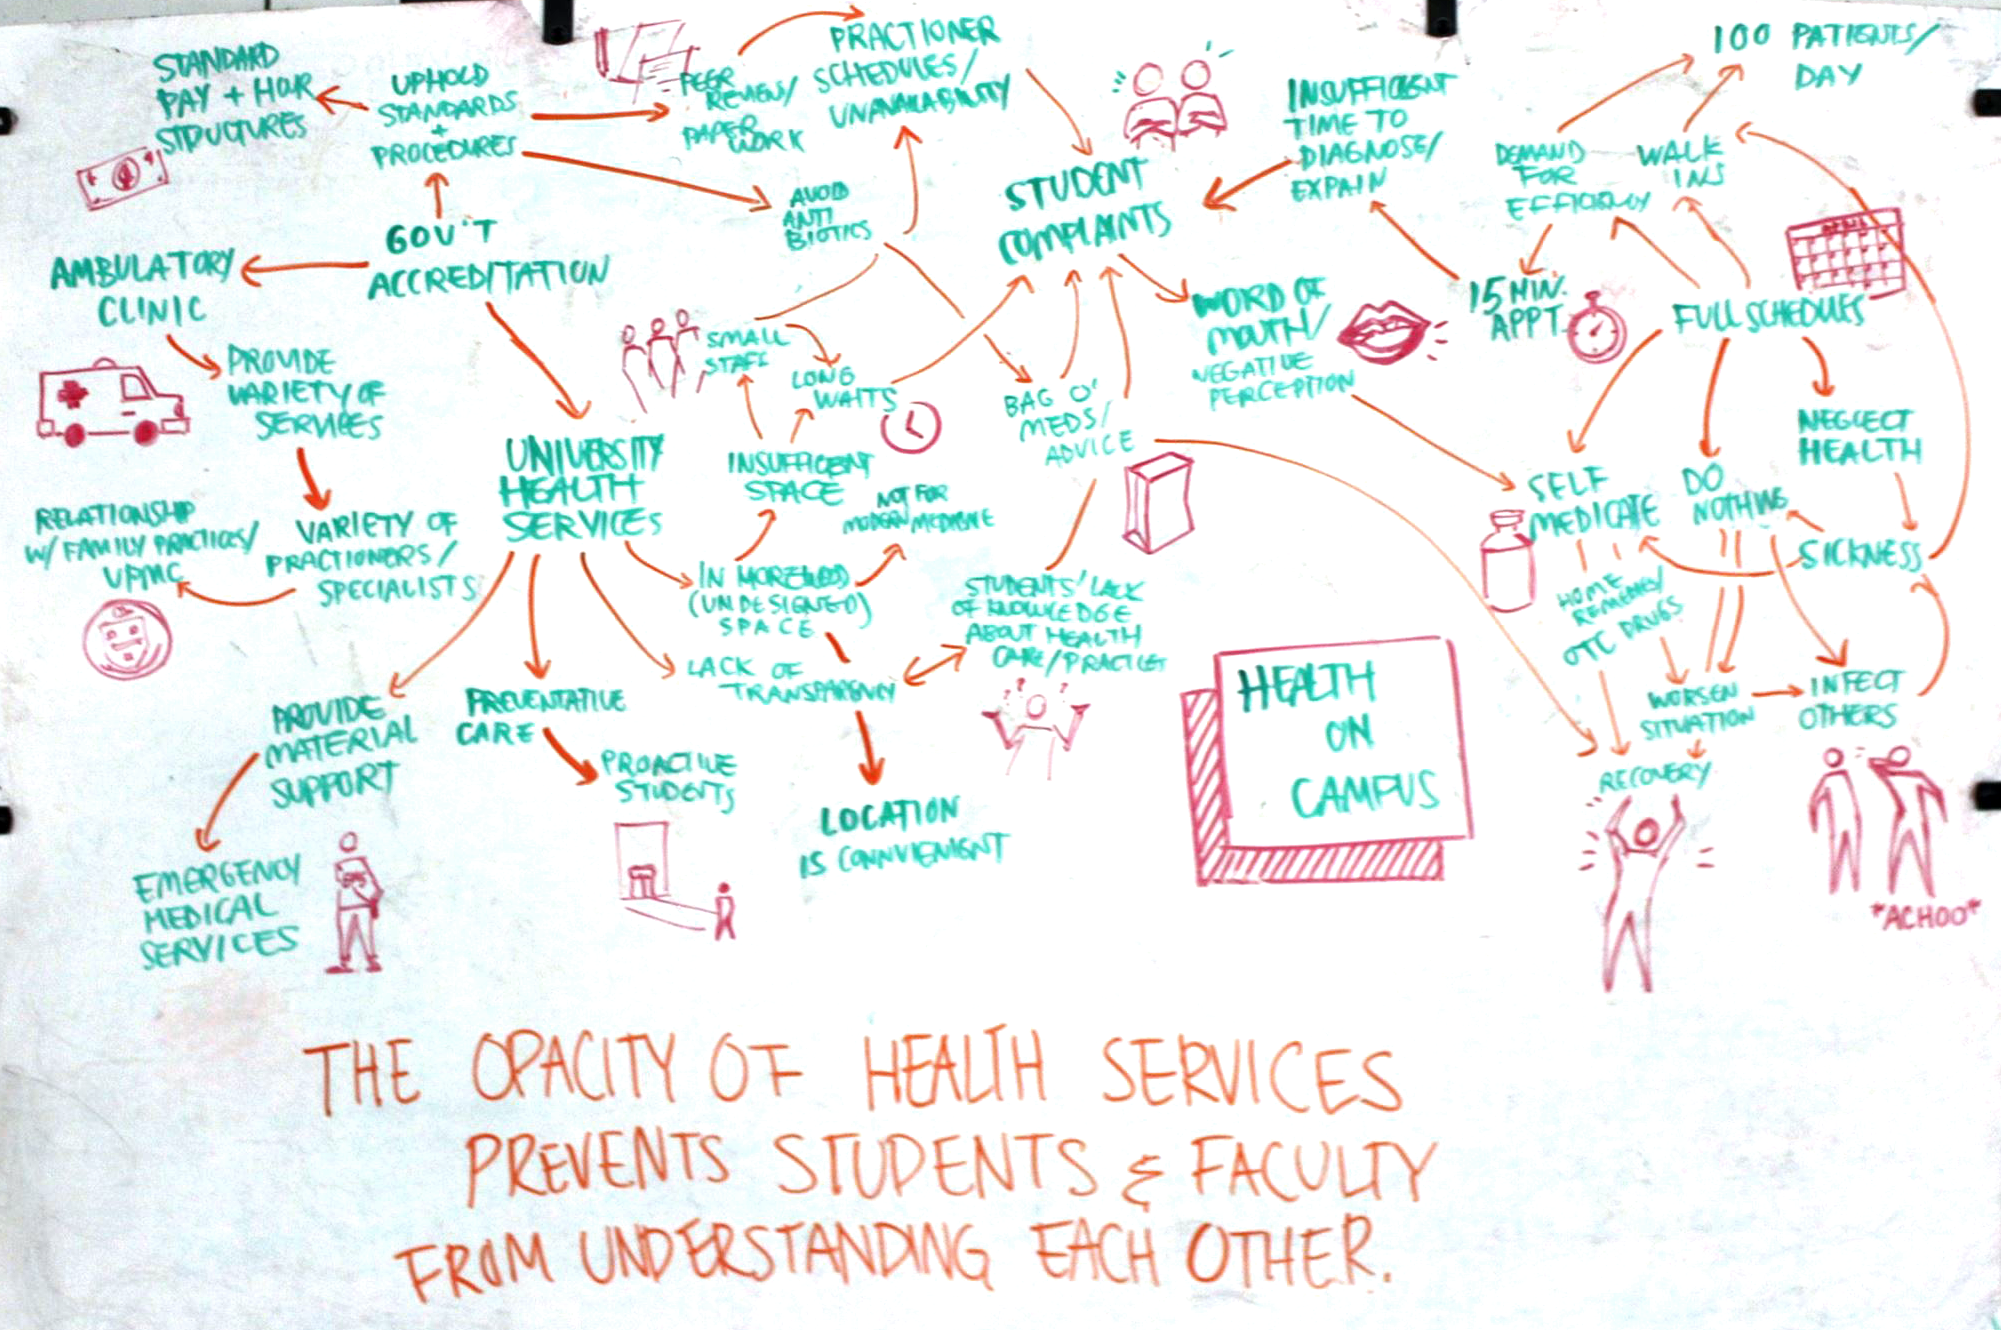 STANDARD
PAY + HOUR
STRUCTURES
UPHOLD
STANDARDS
+
PROCEDURES
PEER
REVIEW/
PAPER
WORK
PRACTIONER
SCHEDULES/
UNAVAILABILITY
AVOID
ANTI
BIOTICS
STUDENT
COMPLAINTS
INSUFFICIENT
TIME TO
DIAGNOSE/
EXPAIN
DEMAND
FOR
EFFICIENCY
WALK
INS
100 PATIENTS/
DAY
GOV'T
ACCREDITATION
AMBULATORY
CLINIC
PROVIDE
VARIETY OF
SERVICES
SMALL
STAFF
LONG
WAITS
BAG O'
MEDS/
ADVICE
WORD OF
MOUTH/
NEGATIVE
PERCEPTION
15 MIN.
APPT.
FULL SCHEDULES
APRIL
NEGLECT
HEALTH
UNIVERSITY
HEALTH
SERVICES
INSUFFICIENT
SPACE
NOT FOR
MODERN MEDICINE
SELF
MEDICATE
DO
NOTHING
SICKNESS
RELATIONSHIP
W/ FAMILY PRACTICES/
UPMC
VARIETY OF
PRACTIONERS/
SPECIALISTS
IN MOREWOOD
(UNDESIGNED)
SPACE
STUDENTS' LACK
OF KNOWLEDGE
ABOUT HEALTH
CARE/PRACTICES
HOME
REMEDIES/
OTC DRUGS
LACK OF
TRANSPARENCY
PROVIDE
MATERIAL
SUPPORT
PREVENTATIVE
CARE
PROACTIVE
STUDENTS
HEALTH
ON
CAMPUS
WORSEN
SITUATION
INFECT
OTHERS
RECOVERY
LOCATION
IS CONNVIENIENT
EMERGENCY
MEDICAL
SERVICES
*ACHOO*
THE OPACITY OF HEALTH SERVICES
PREVENTS STUDENTS & FACULTY
FROM UNDERSTANDING EACH OTHER.